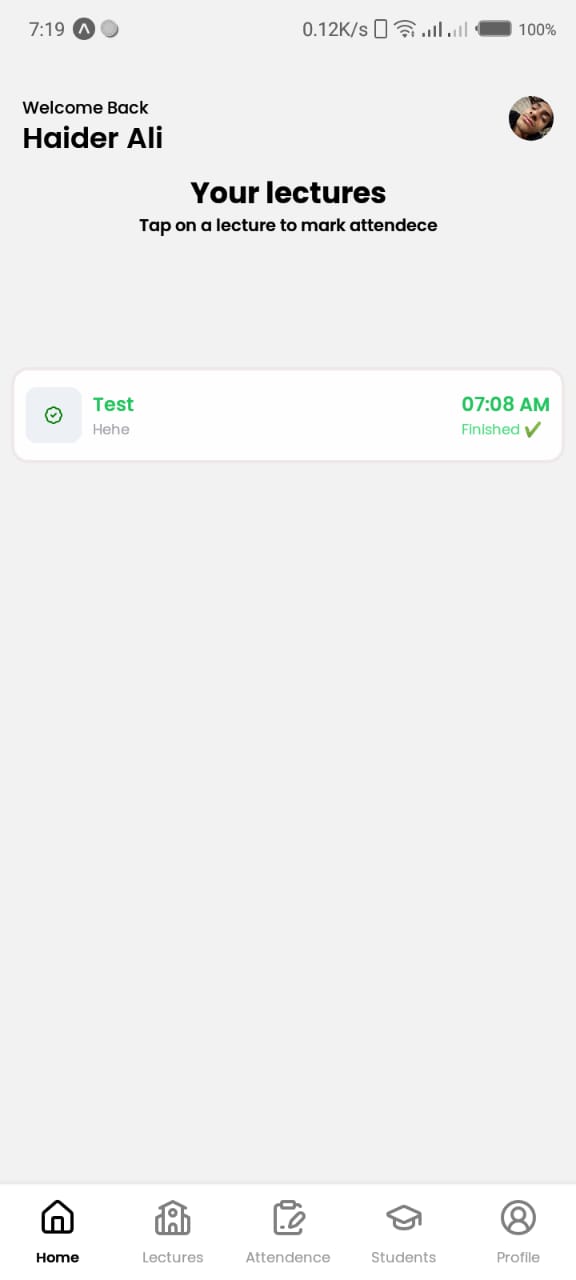 7:19 0.12K/s 100%
Welcome Back
Haider Ali
Your lectures
Tap on a lecture to mark attendece
Test 07:08 AM
Hehe Finished ✔
Home Lectures Attendence Students Profile